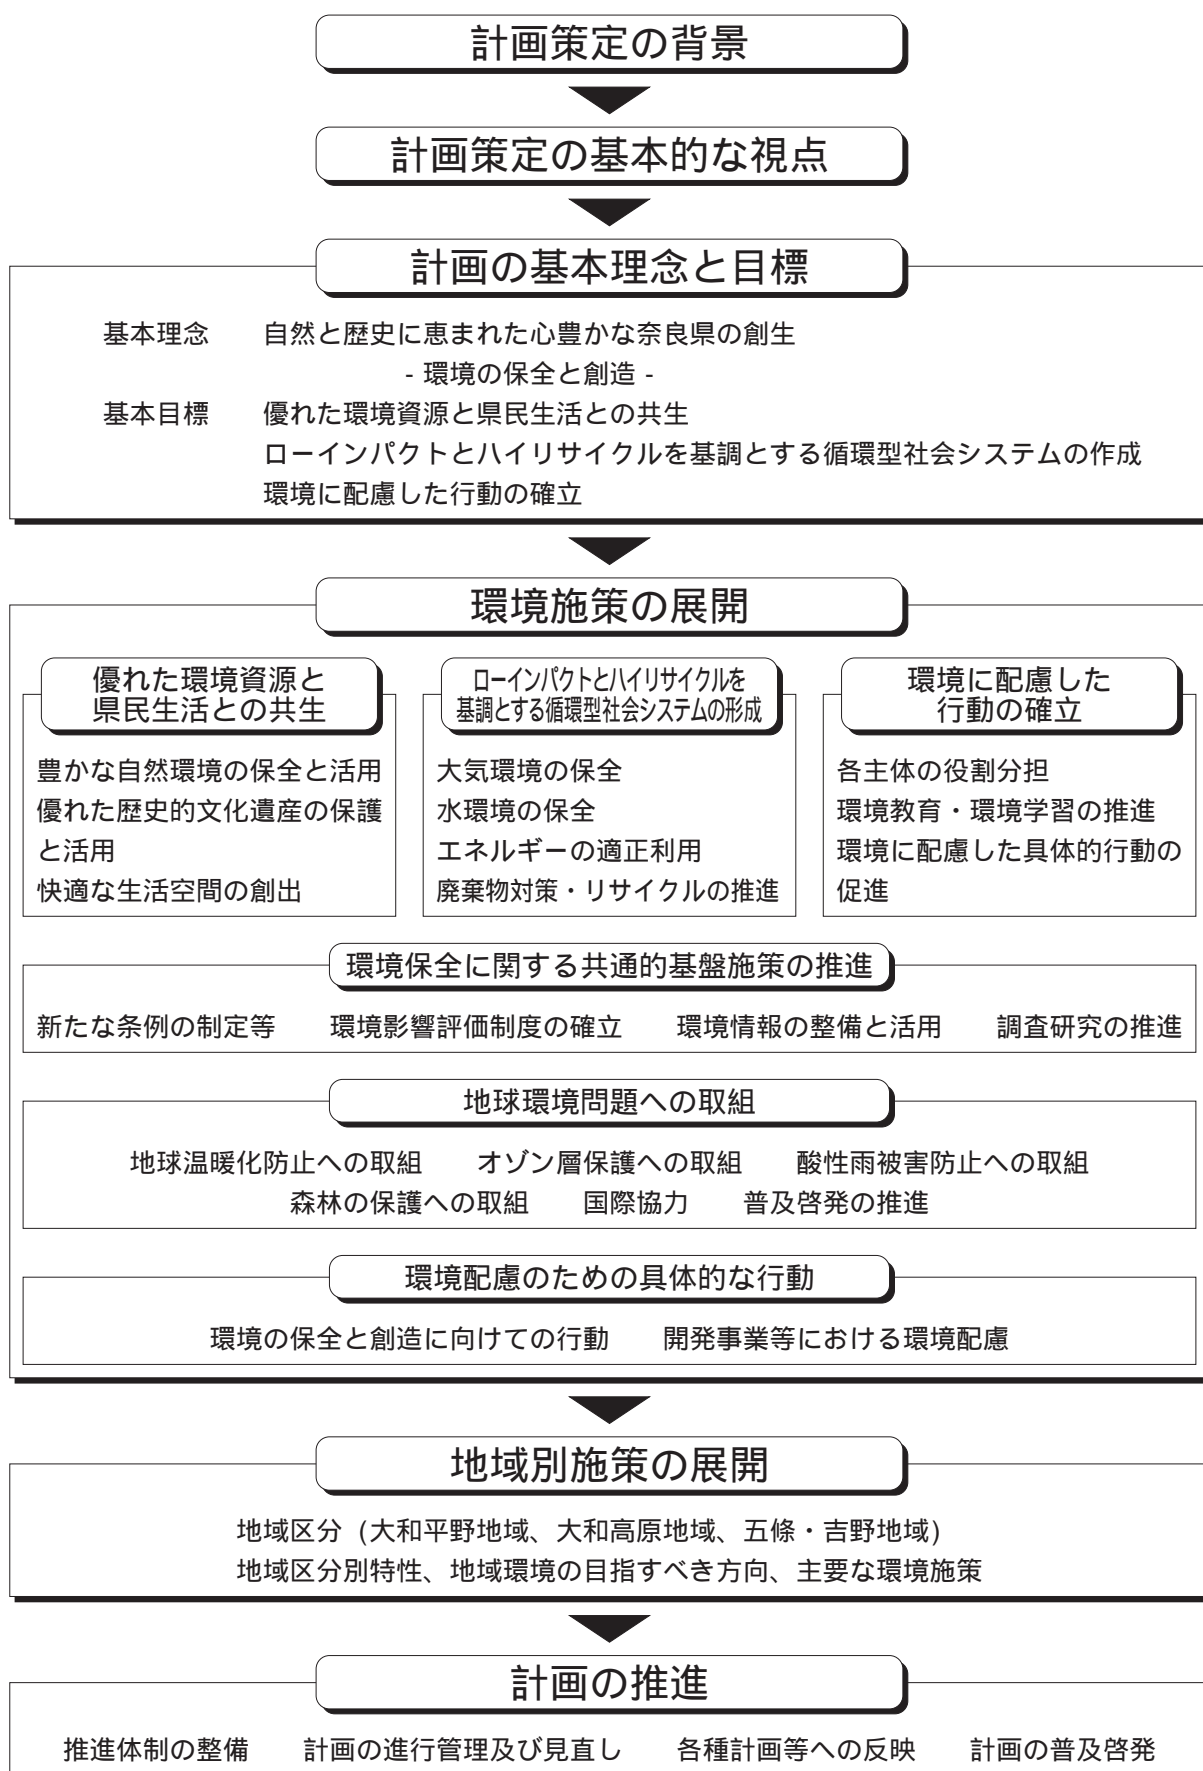 計画策定の背景
計画策定の基本的な視点
計画の基本理念と目標
基本理念 自然と歴史に恵まれた心豊かな奈良県の創生
- 環境の保全と創造 -
基本目標 優れた環境資源と県民生活との共生
ローインパクトとハイリサイクルを基調とする循環型社会システムの作成
環境に配慮した行動の確立
環境施策の展開
優れた環境資源と
県民生活との共生
豊かな自然環境の保全と活用
優れた歴史的文化遺産の保護
と活用
快適な生活空間の創出
ローインパクトとハイリサイクルを
基調とする循環型社会システムの形成
大気環境の保全
水環境の保全
エネルギーの適正利用
廃棄物対策・リサイクルの推進
環境に配慮した
行動の確立
各主体の役割分担
環境教育・環境学習の推進
環境に配慮した具体的行動の
促進
環境保全に関する共通的基盤施策の推進
新たな条例の制定等 環境影響評価制度の確立 環境情報の整備と活用 調査研究の推進
地球環境問題への取組
地球温暖化防止への取組 オゾン層保護への取組 酸性雨被害防止への取組
森林の保護への取組 国際協力 普及啓発の推進
環境配慮のための具体的な行動
環境の保全と創造に向けての行動 開発事業等における環境配慮
地域別施策の展開
地域区分（大和平野地域、大和高原地域、五條・吉野地域）
地域区分別特性、地域環境の目指すべき方向、主要な環境施策
計画の推進
推進体制の整備 計画の進行管理及び見直し 各種計画等への反映 計画の普及啓発